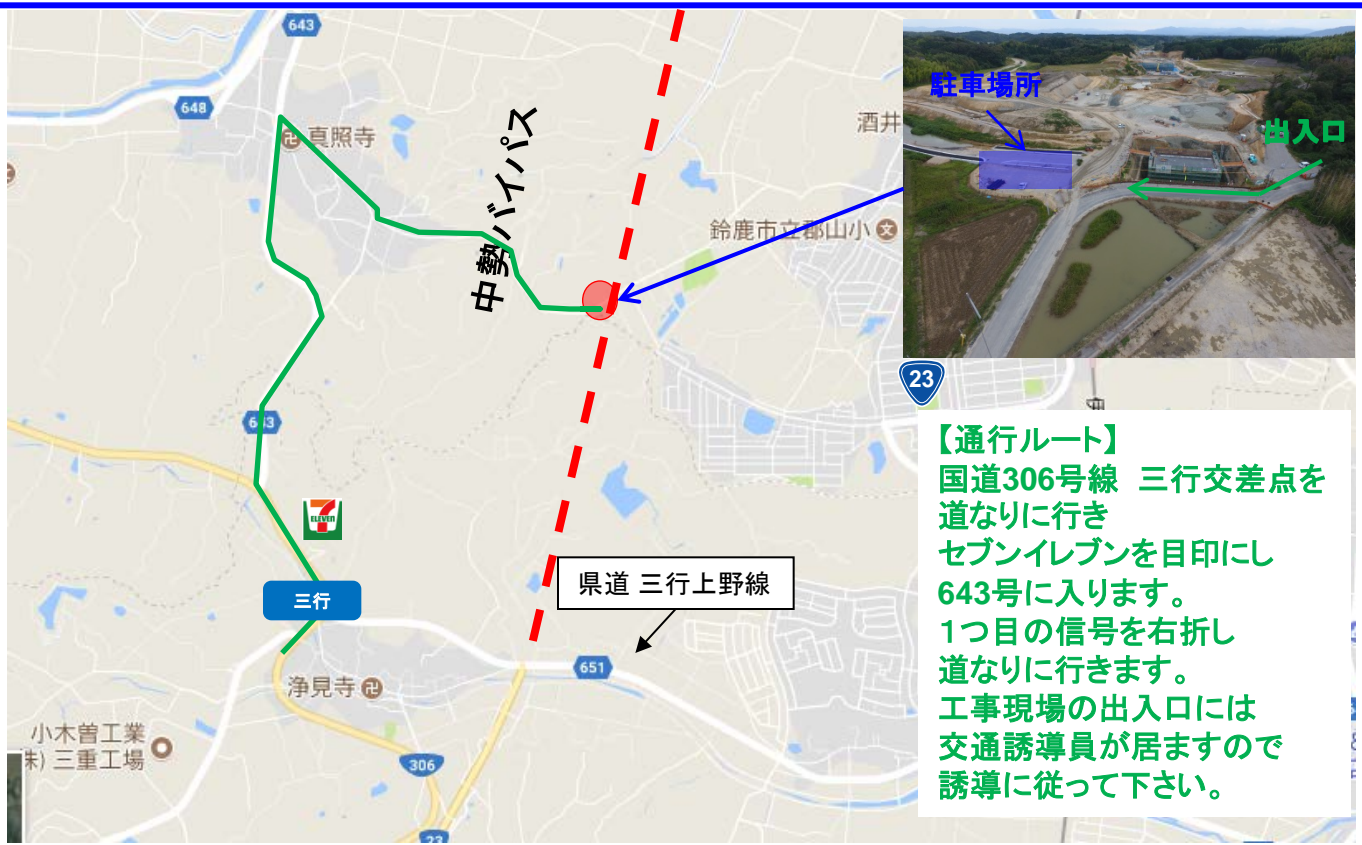 643
648
真照寺
中勢バイパス
酒井
鈴鹿市立郡山小
文
駐車場所
出入口
23
643
7
ELEVEN
三行
県道 三行上野線
651
浄見寺
小木曽工業
株) 三重工場
306
23
【通行ルート】
国道306号線 三行交差点を
道なりに行き
セブンイレブンを目印にし
643号に入ります。
1つ目の信号を右折し
道なりに行きます。
工事現場の出入口には
交通誘導員が居ますので
誘導に従って下さい。